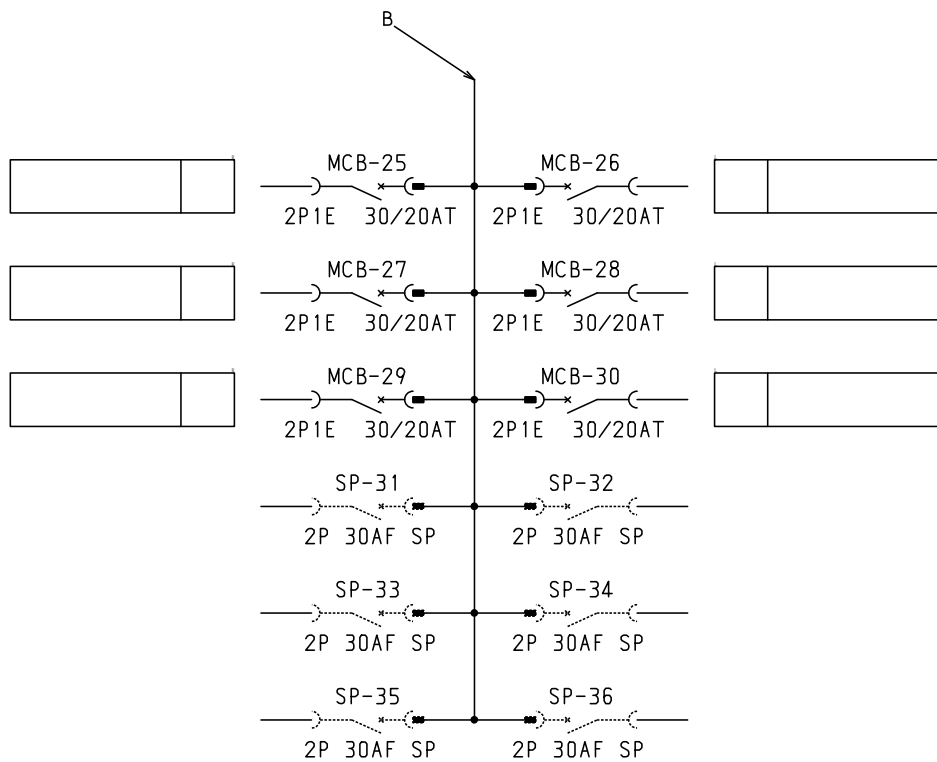 B
MCB-25 MCB-26
2P1E 30/20AT 2P1E 30/20AT
MCB-27 MCB-28
2P1E 30/20AT 2P1E 30/20AT
MCB-29 MCB-30
2P1E 30/20AT 2P1E 30/20AT
SP-31 SP-32
2P 30AF SP 2P 30AF SP
SP-33 SP-34
2P 30AF SP 2P 30AF SP
SP-35 SP-36
2P 30AF SP 2P 30AF SP